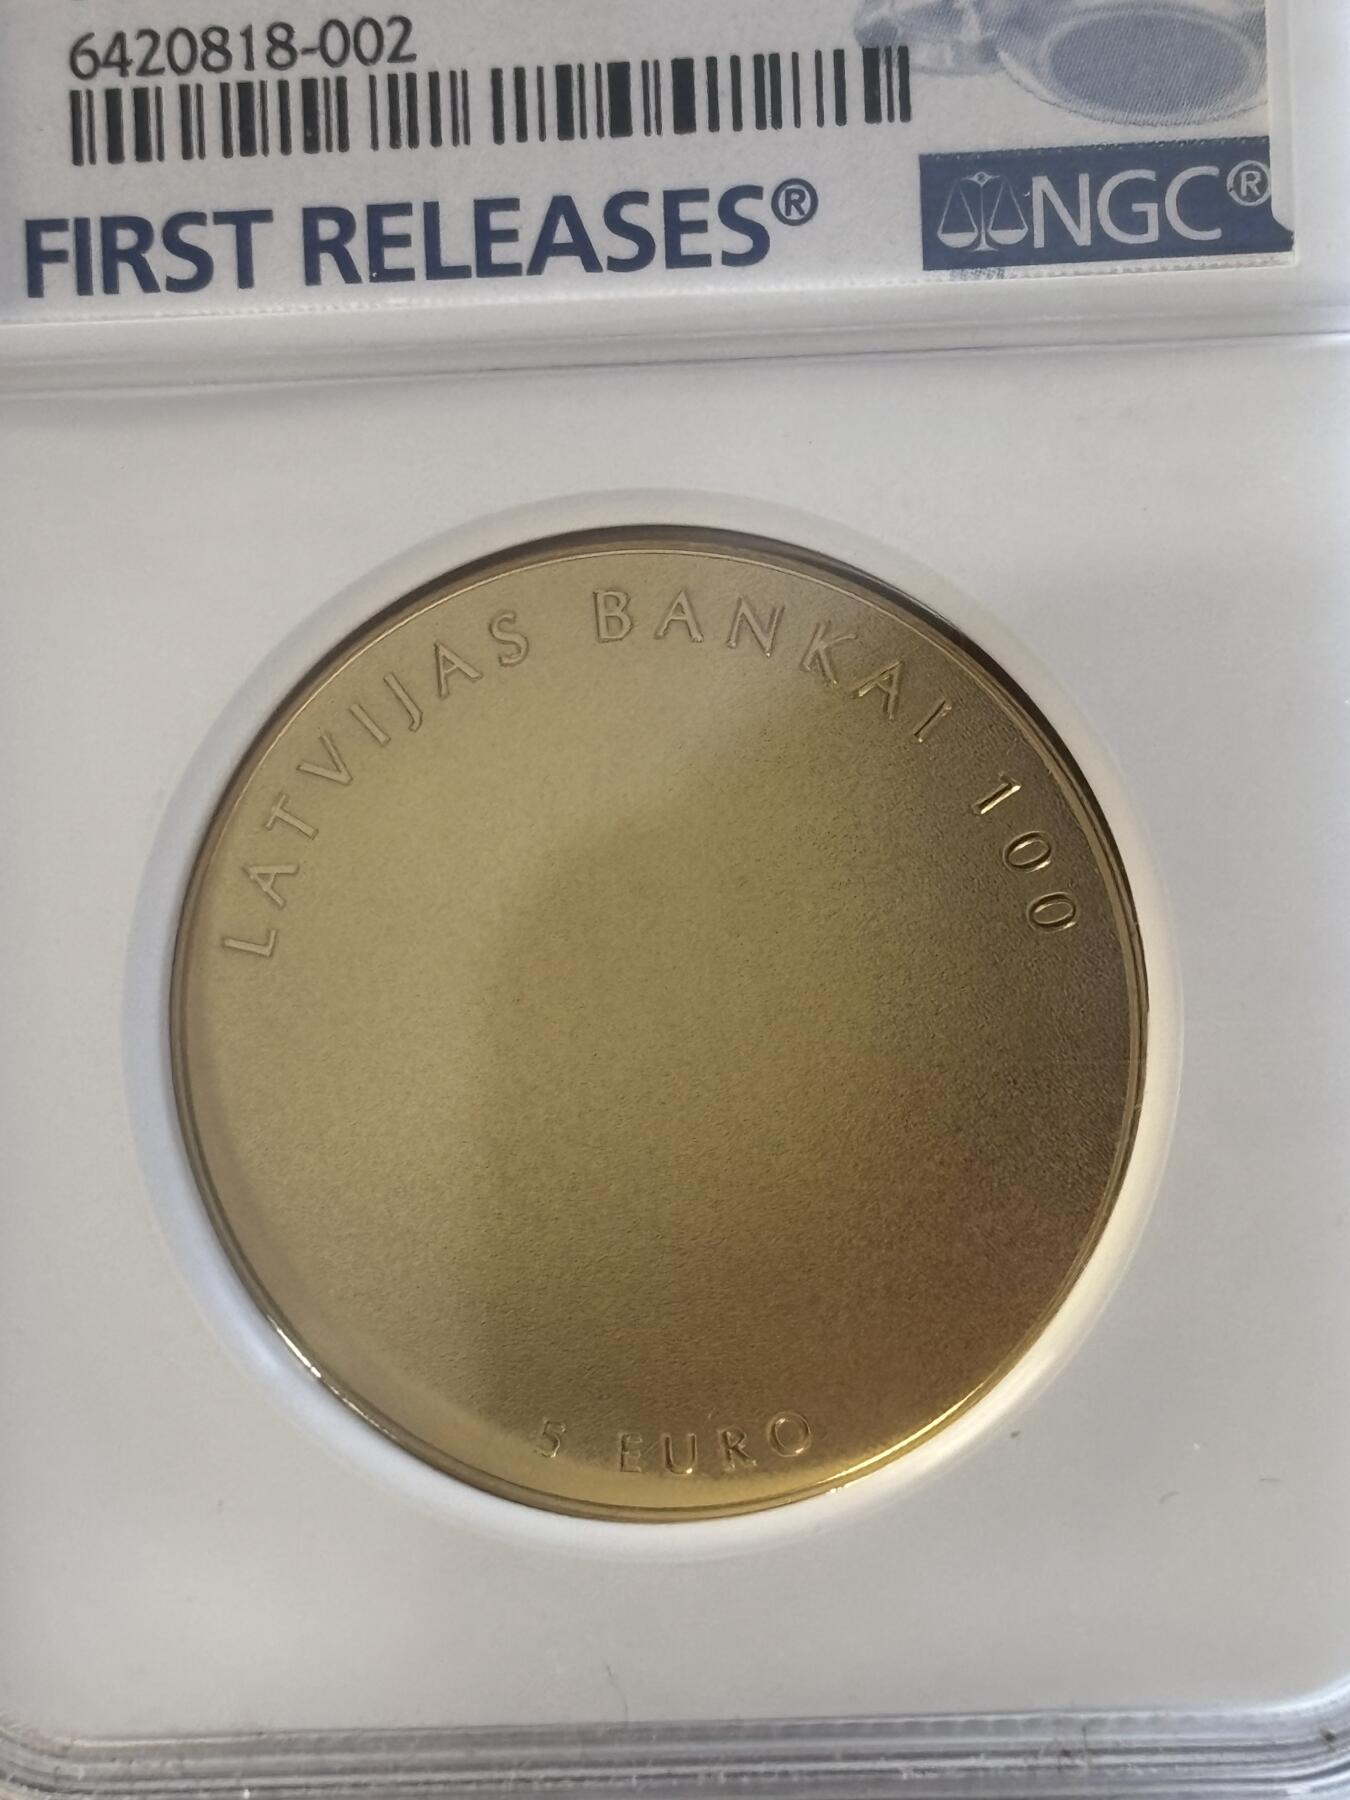 6420818-002
FIRST RELEASES®
NGC®
LATVIJAS BANKAI 100
5 EURO